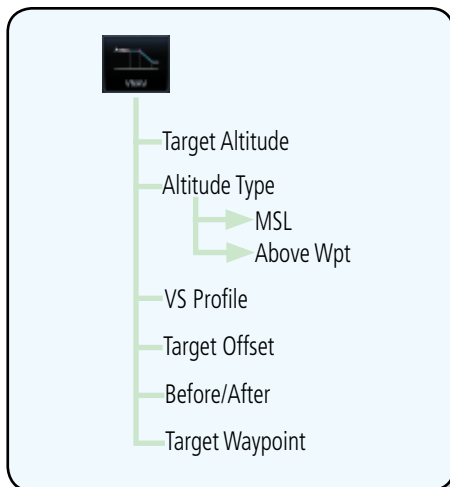 VNAV
Target Altitude
Altitude Type
MSL
Above Wpt
VS Profile
Target Offset
Before/After
Target Waypoint